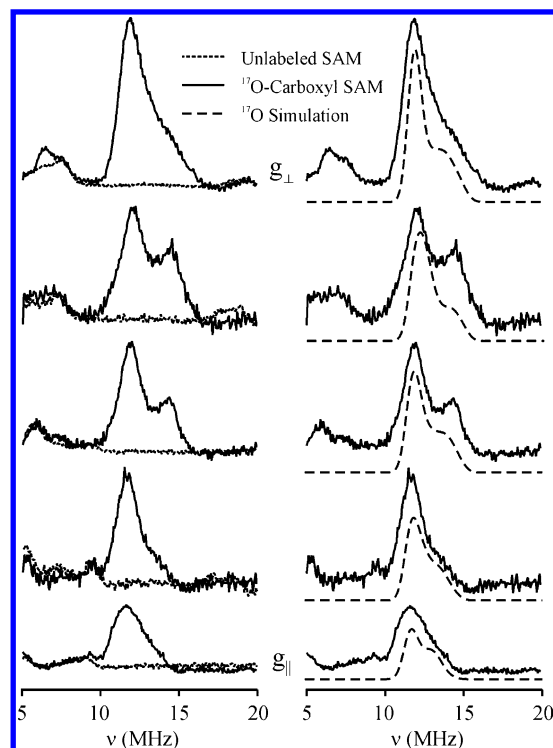 Unlabeled SAM
¹⁷O-Carboxyl SAM
¹⁷O Simulation
g⊥
g∥
5 10 15 20 5 10 15 20
ν (MHz) ν (MHz)